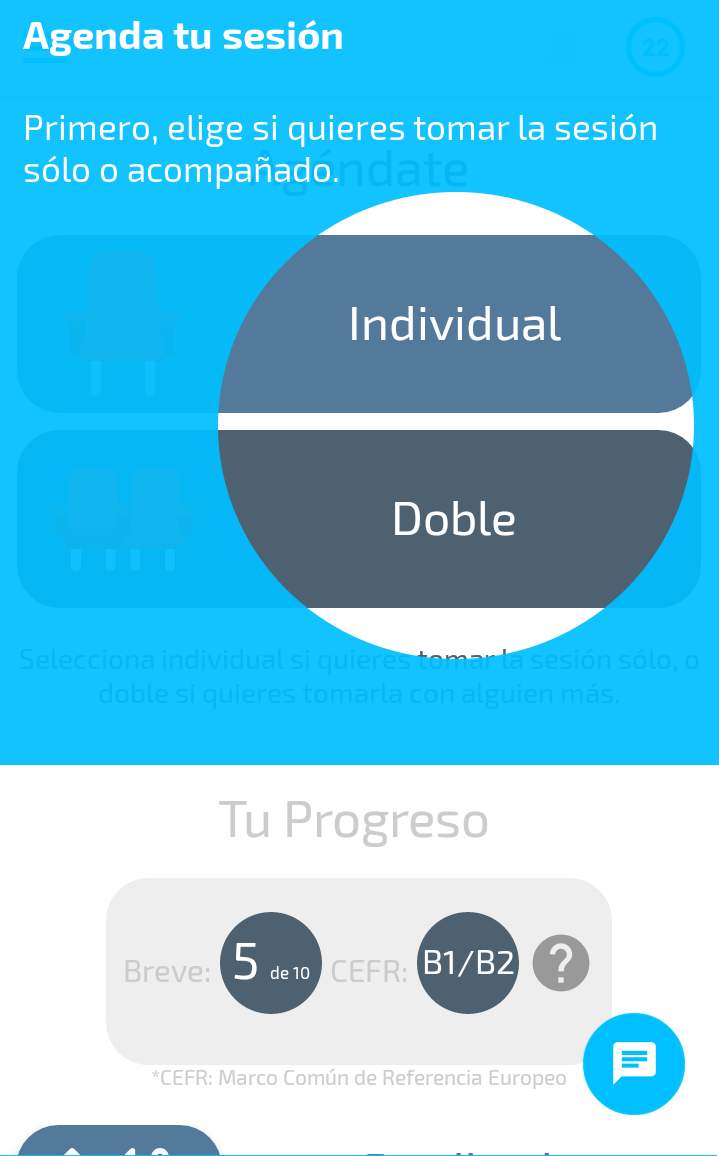 Agenda tu sesión
22
Primero, elige si quieres tomar la sesión
sólo o acompañado.
Agéndate
Individual
Doble
Selecciona individual si quieres tomar la sesión sólo, o
doble si quieres tomarla con alguien más.
Tu Progreso
Breve: 5 de 10 CEFR: B1/B2 ?
*CEFR: Marco Común de Referencia Europeo